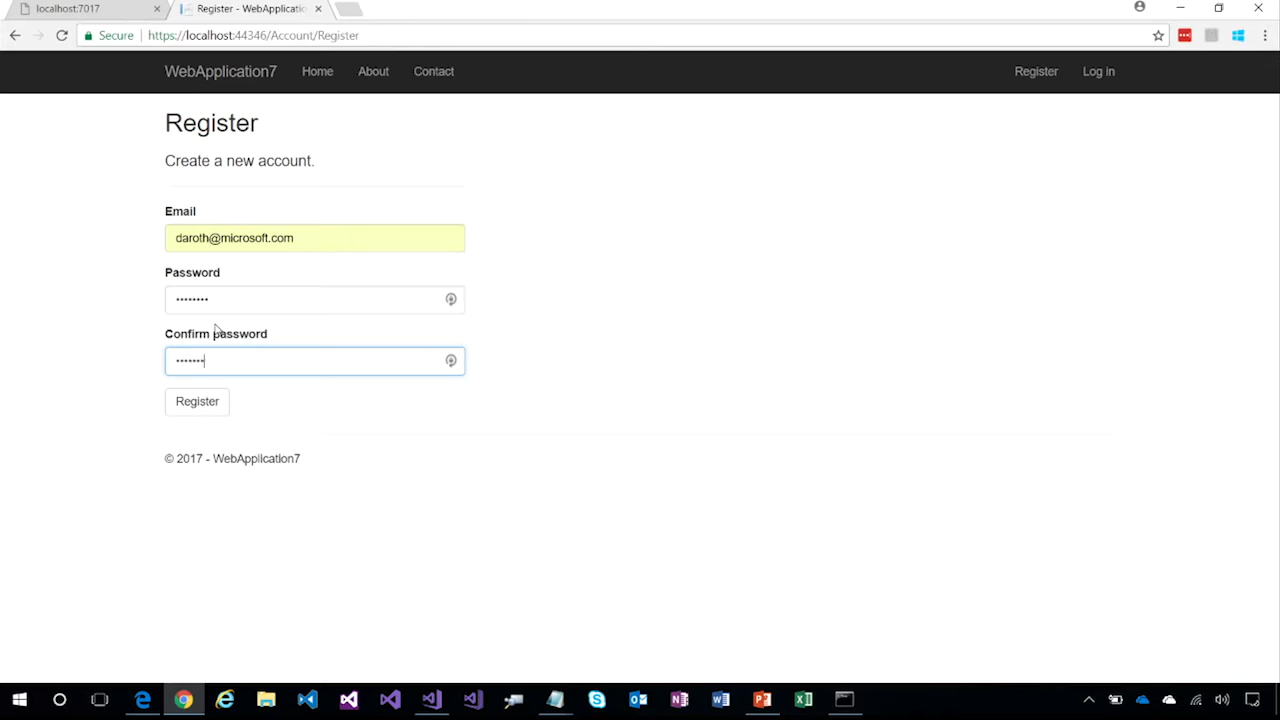 localhost:7017
Register - WebApplicatio
Secure
https://localhost:44346/Account/Register
WebApplication7
Home
About
Contact
Register
Log in
Register
Create a new account.
Email
daroth@microsoft.com
Password
••••••••
Confirm password
•••••••
Register
© 2017 - WebApplication7